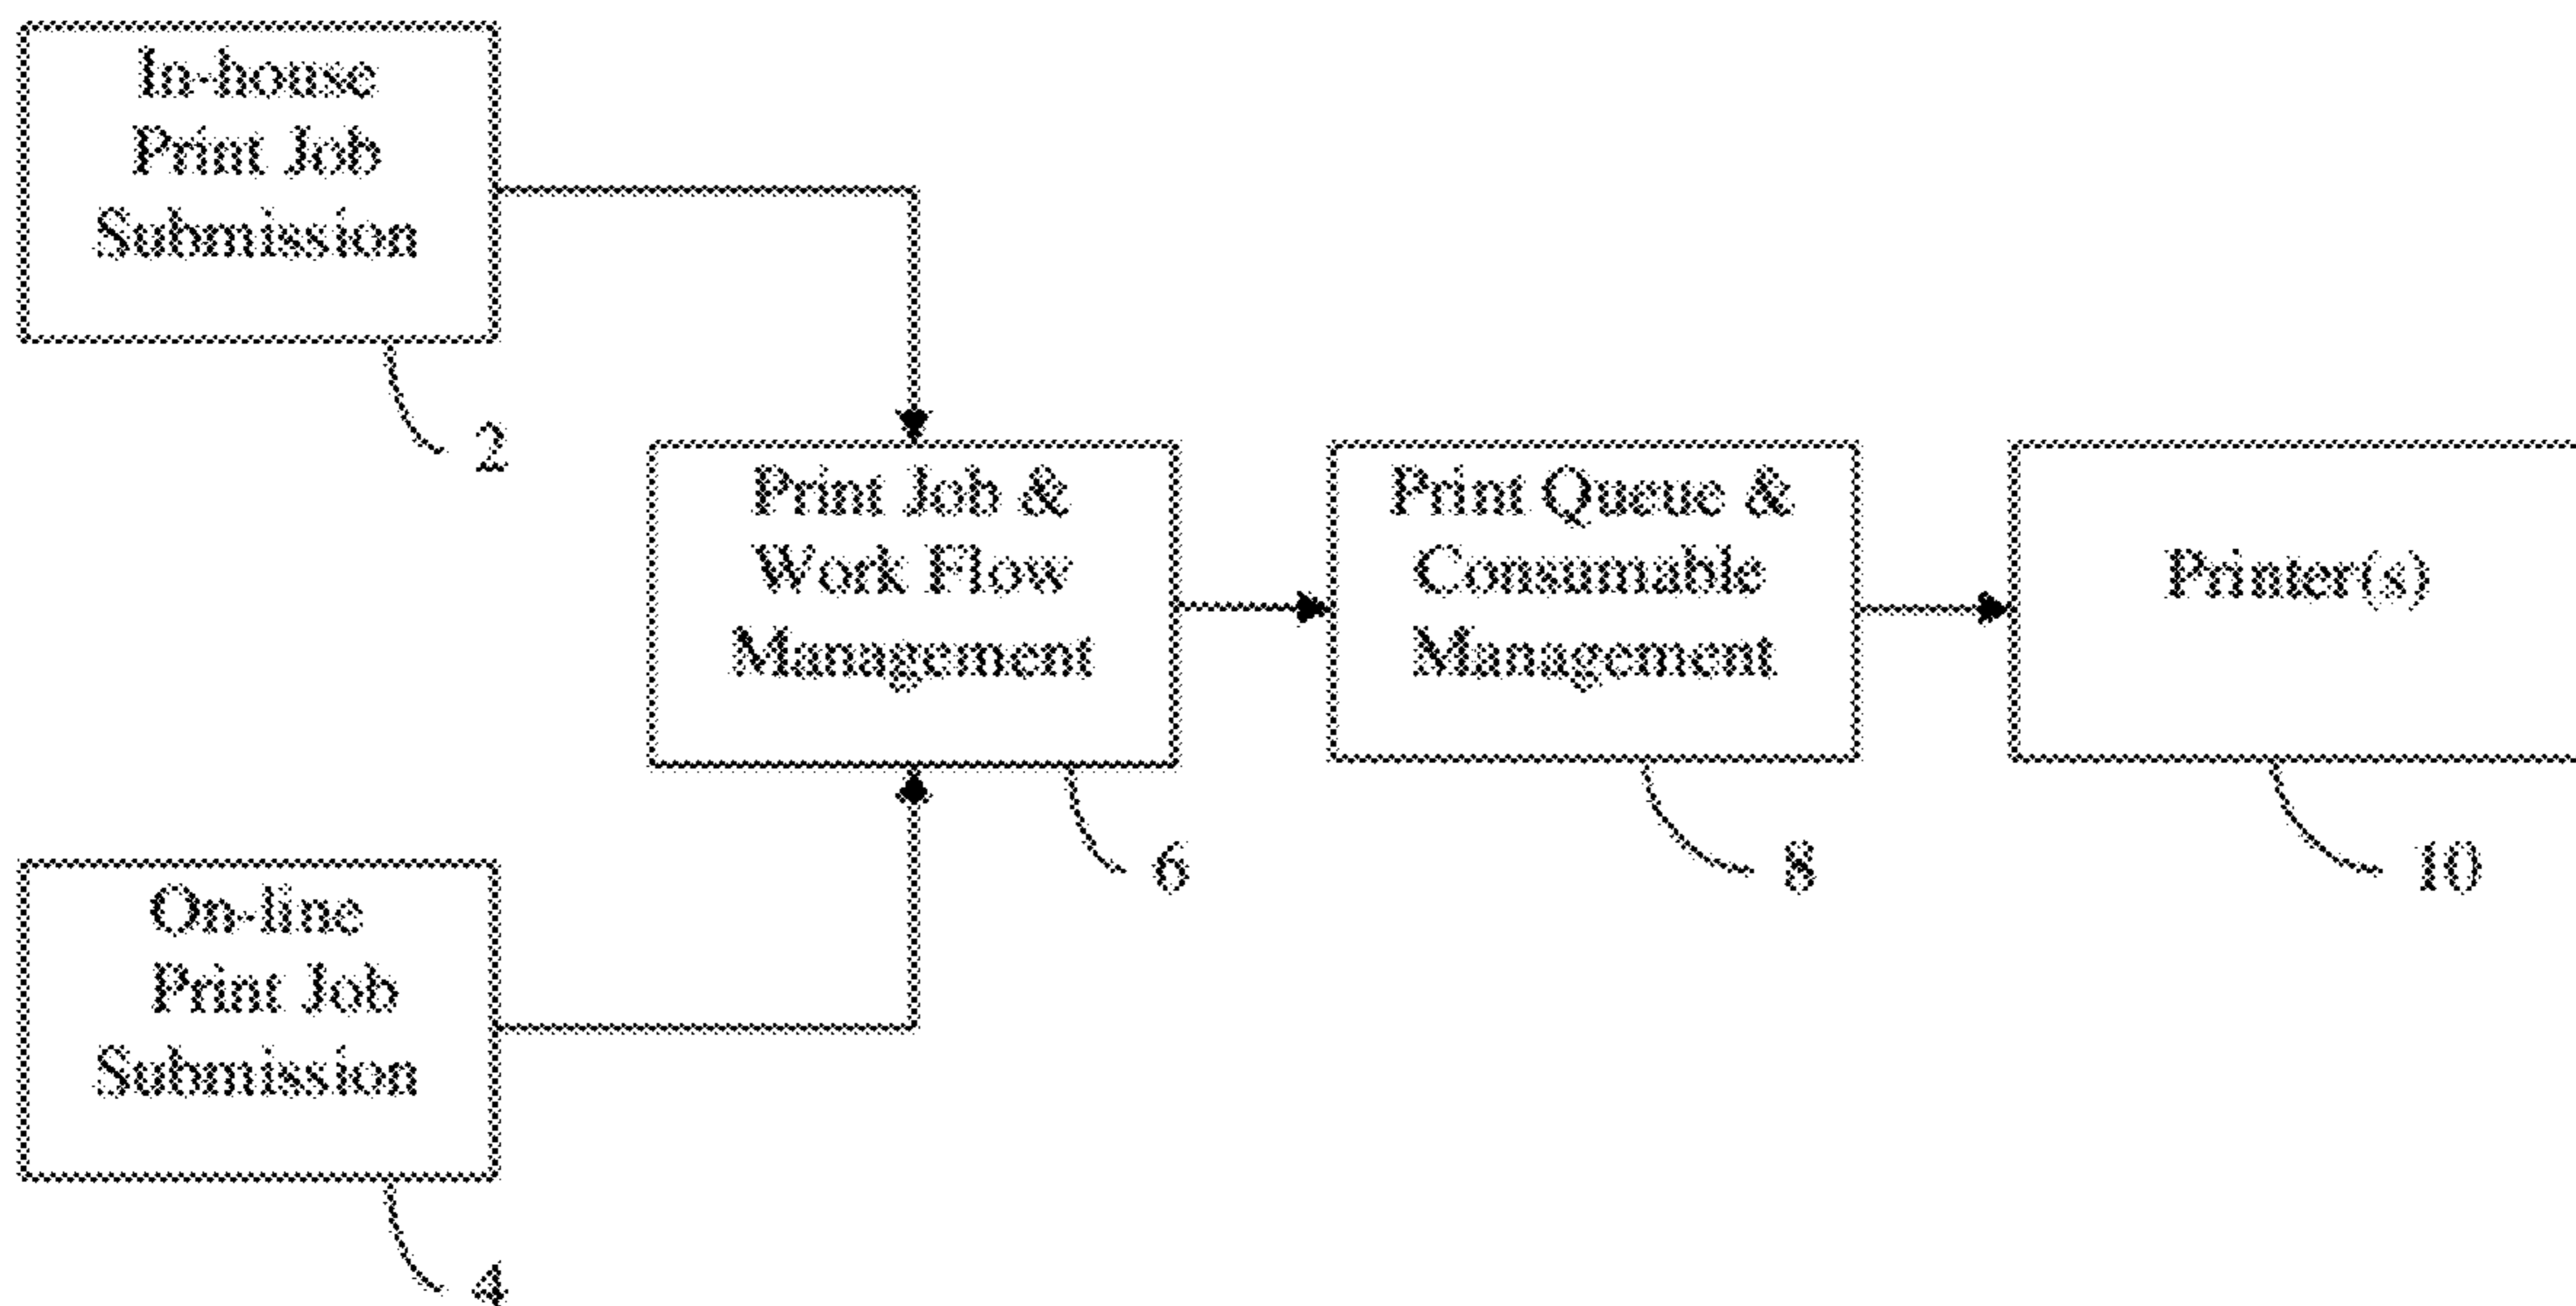 In-house
Print Job
Submission
2
Print Job &
Work Flow
Management
6
Print Queue &
Consumable
Management
8
Printer(s)
10
On-line
Print Job
Submission
4